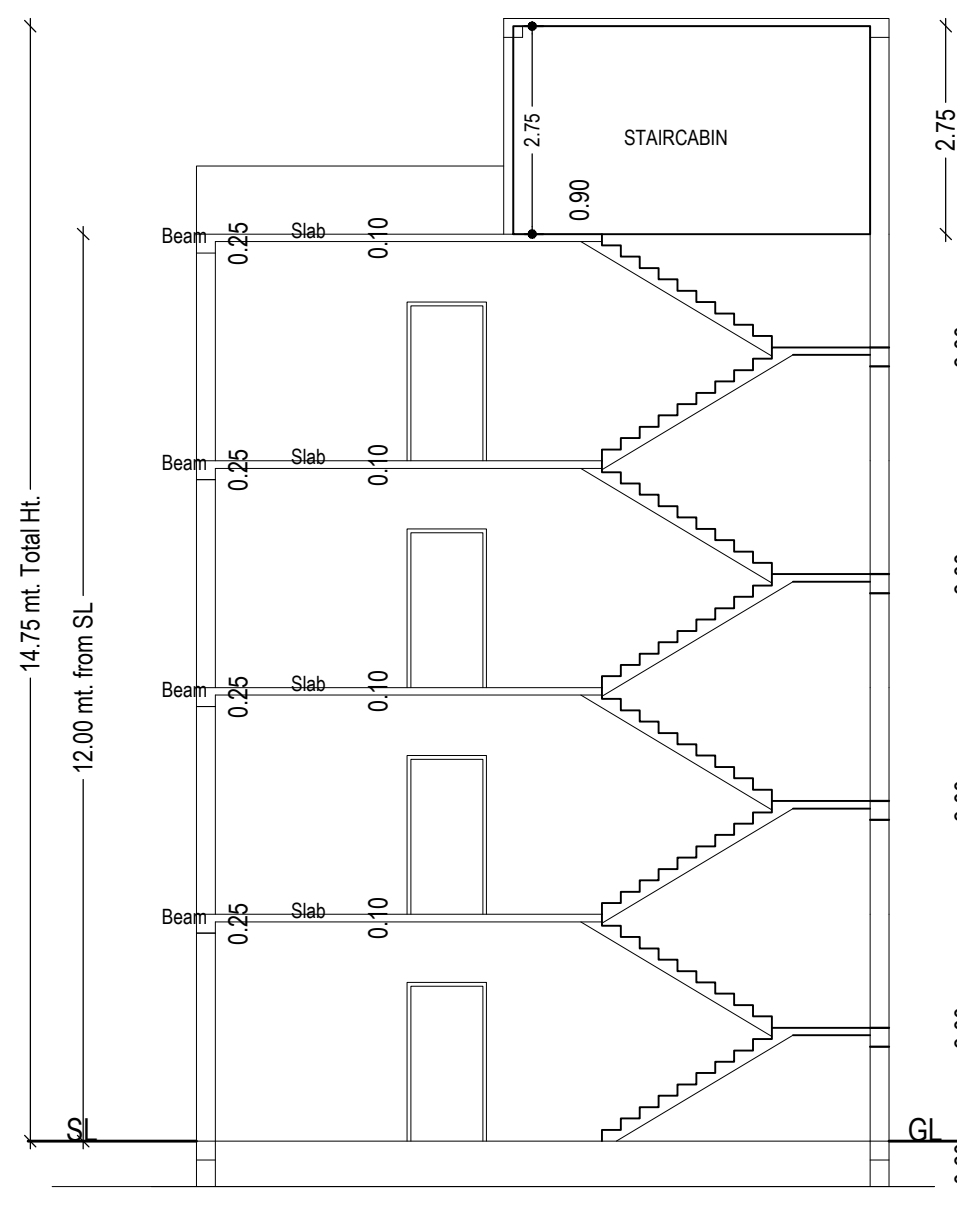 2.75
2.75
STAIRCABIN
0.90
Beam
0.25
Slab
0.10
Beam
0.25
Slab
0.10
14.75 mt. Total Ht.
12.00 mt. from SL
Beam
0.25
Slab
0.10
Beam
0.25
Slab
0.10
SL
GL